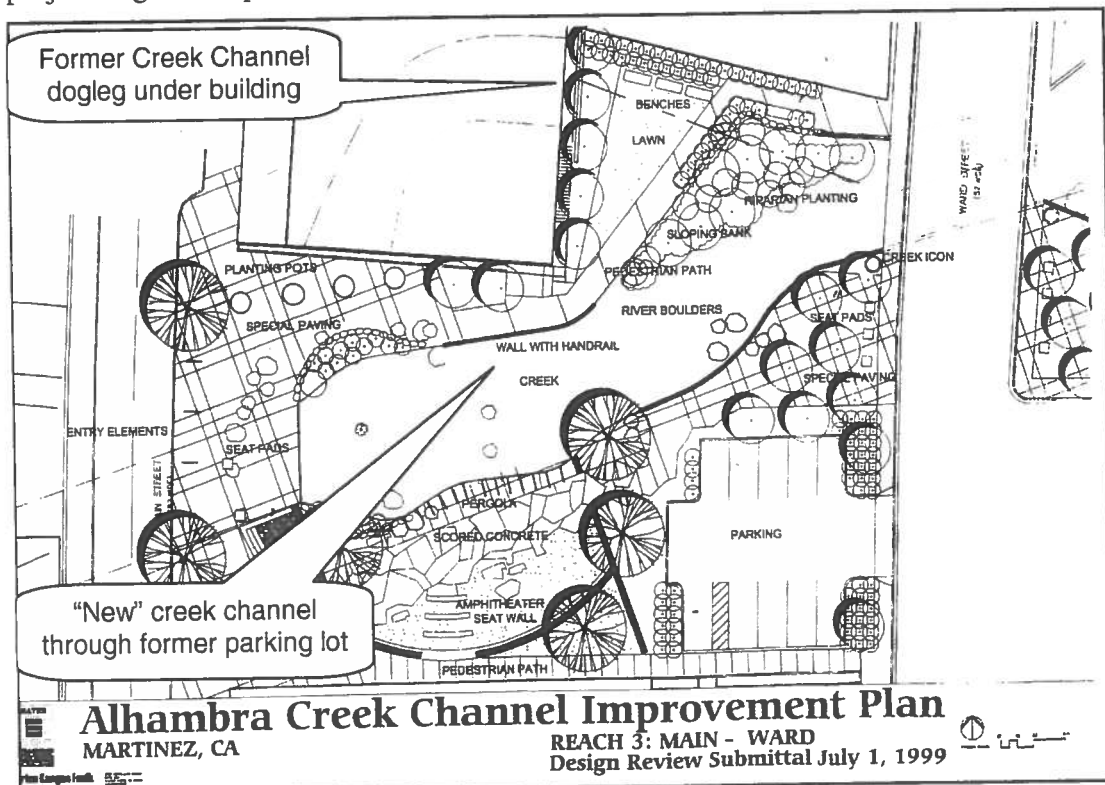 Former Creek Channel
dogleg under building
BENCHES
LAWN
WARD STREET
RIPARIAN PLANTING
SLOPING BANK
CREEK ICON
PLANTING POTS
PEDESTRIAN PATH
RIVER BOULDERS
SEAT PADS
SPECIAL PAVING
WALL WITH HANDRAIL
CREEK
SPECIAL PAVING
ENTRY ELEMENTS
SEAT PADS
STREET
PERGOLA
SCORED CONCRETE
PARKING
AMPHITHEATER
SEAT WALL
"New" creek channel
through former parking lot
PEDESTRIAN PATH
Alhambra Creek Channel Improvement Plan
MARTINEZ, CA
REACH 3: MAIN - WARD
Design Review Submittal July 1, 1999